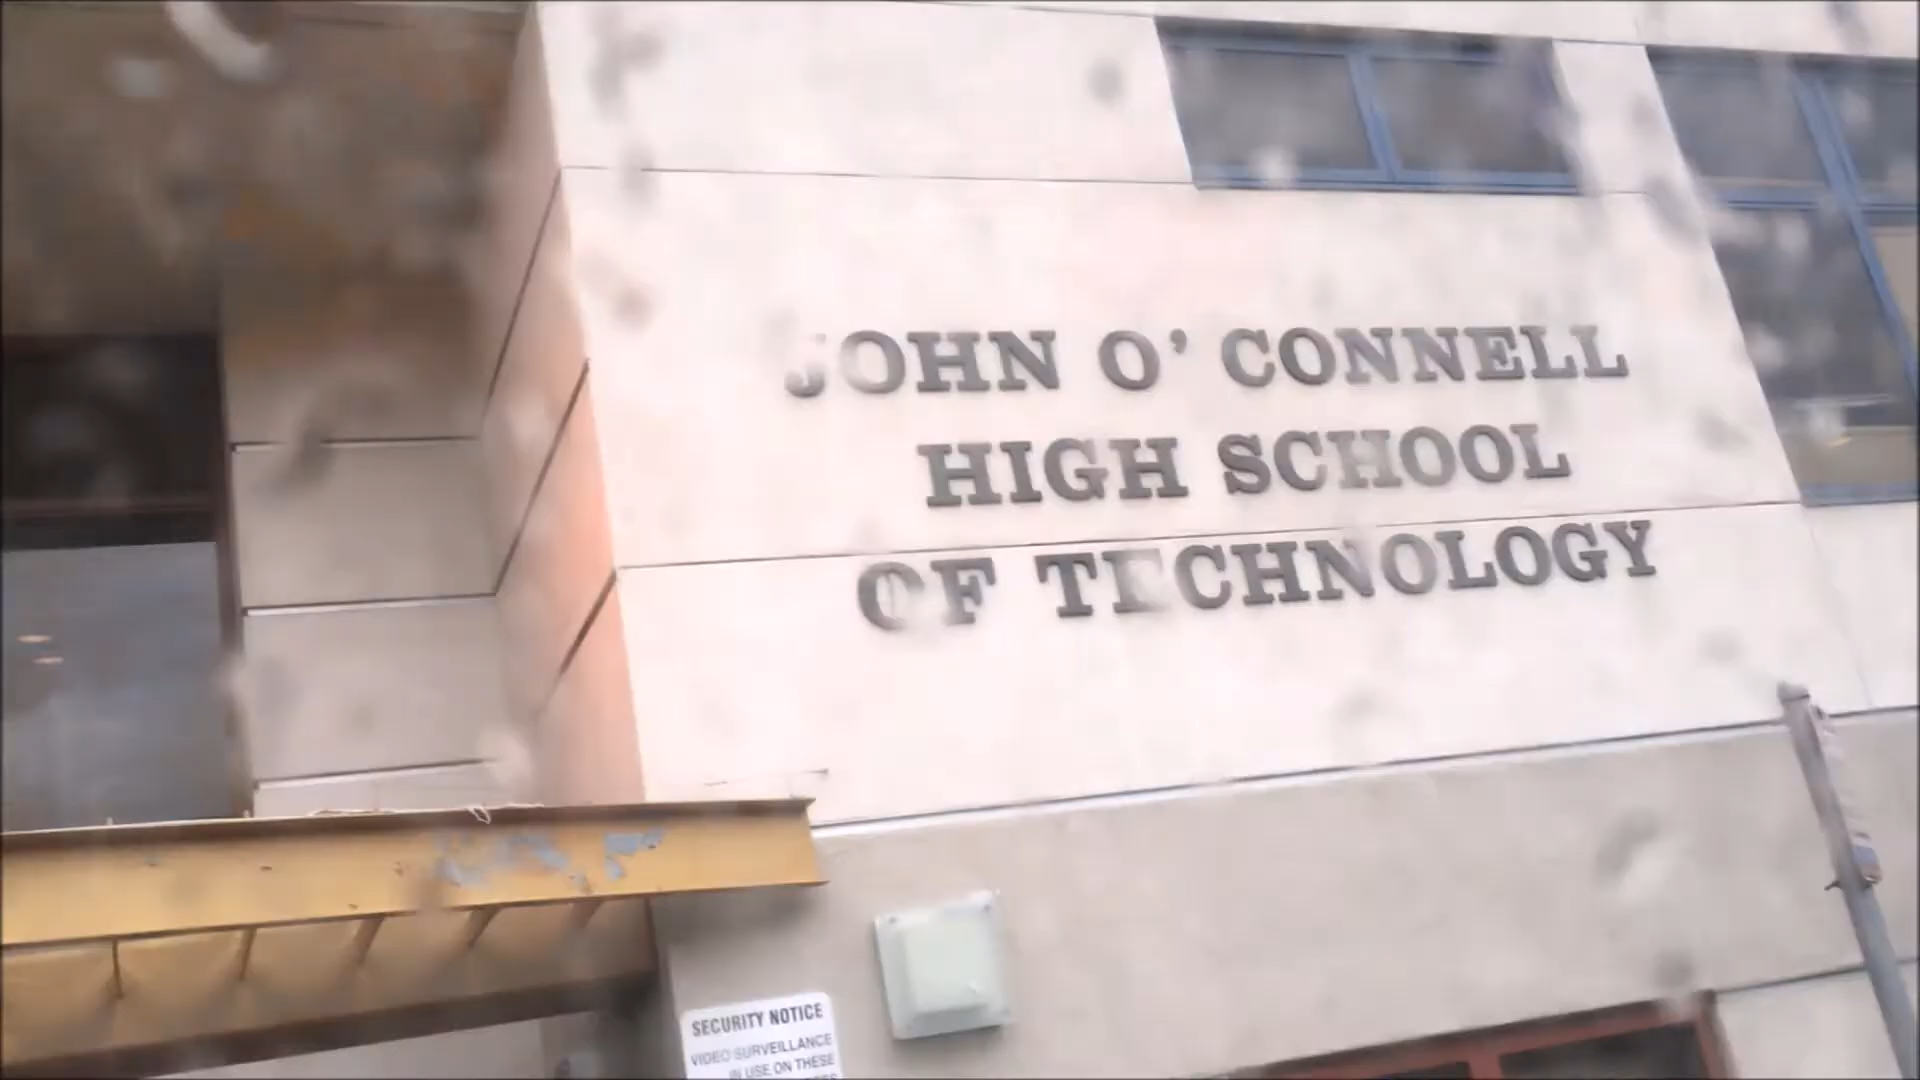 JOHN O' CONNELL
HIGH SCHOOL
OF TECHNOLOGY
SECURITY NOTICE
VIDEO SURVEILLANCE
IN USE ON THESE